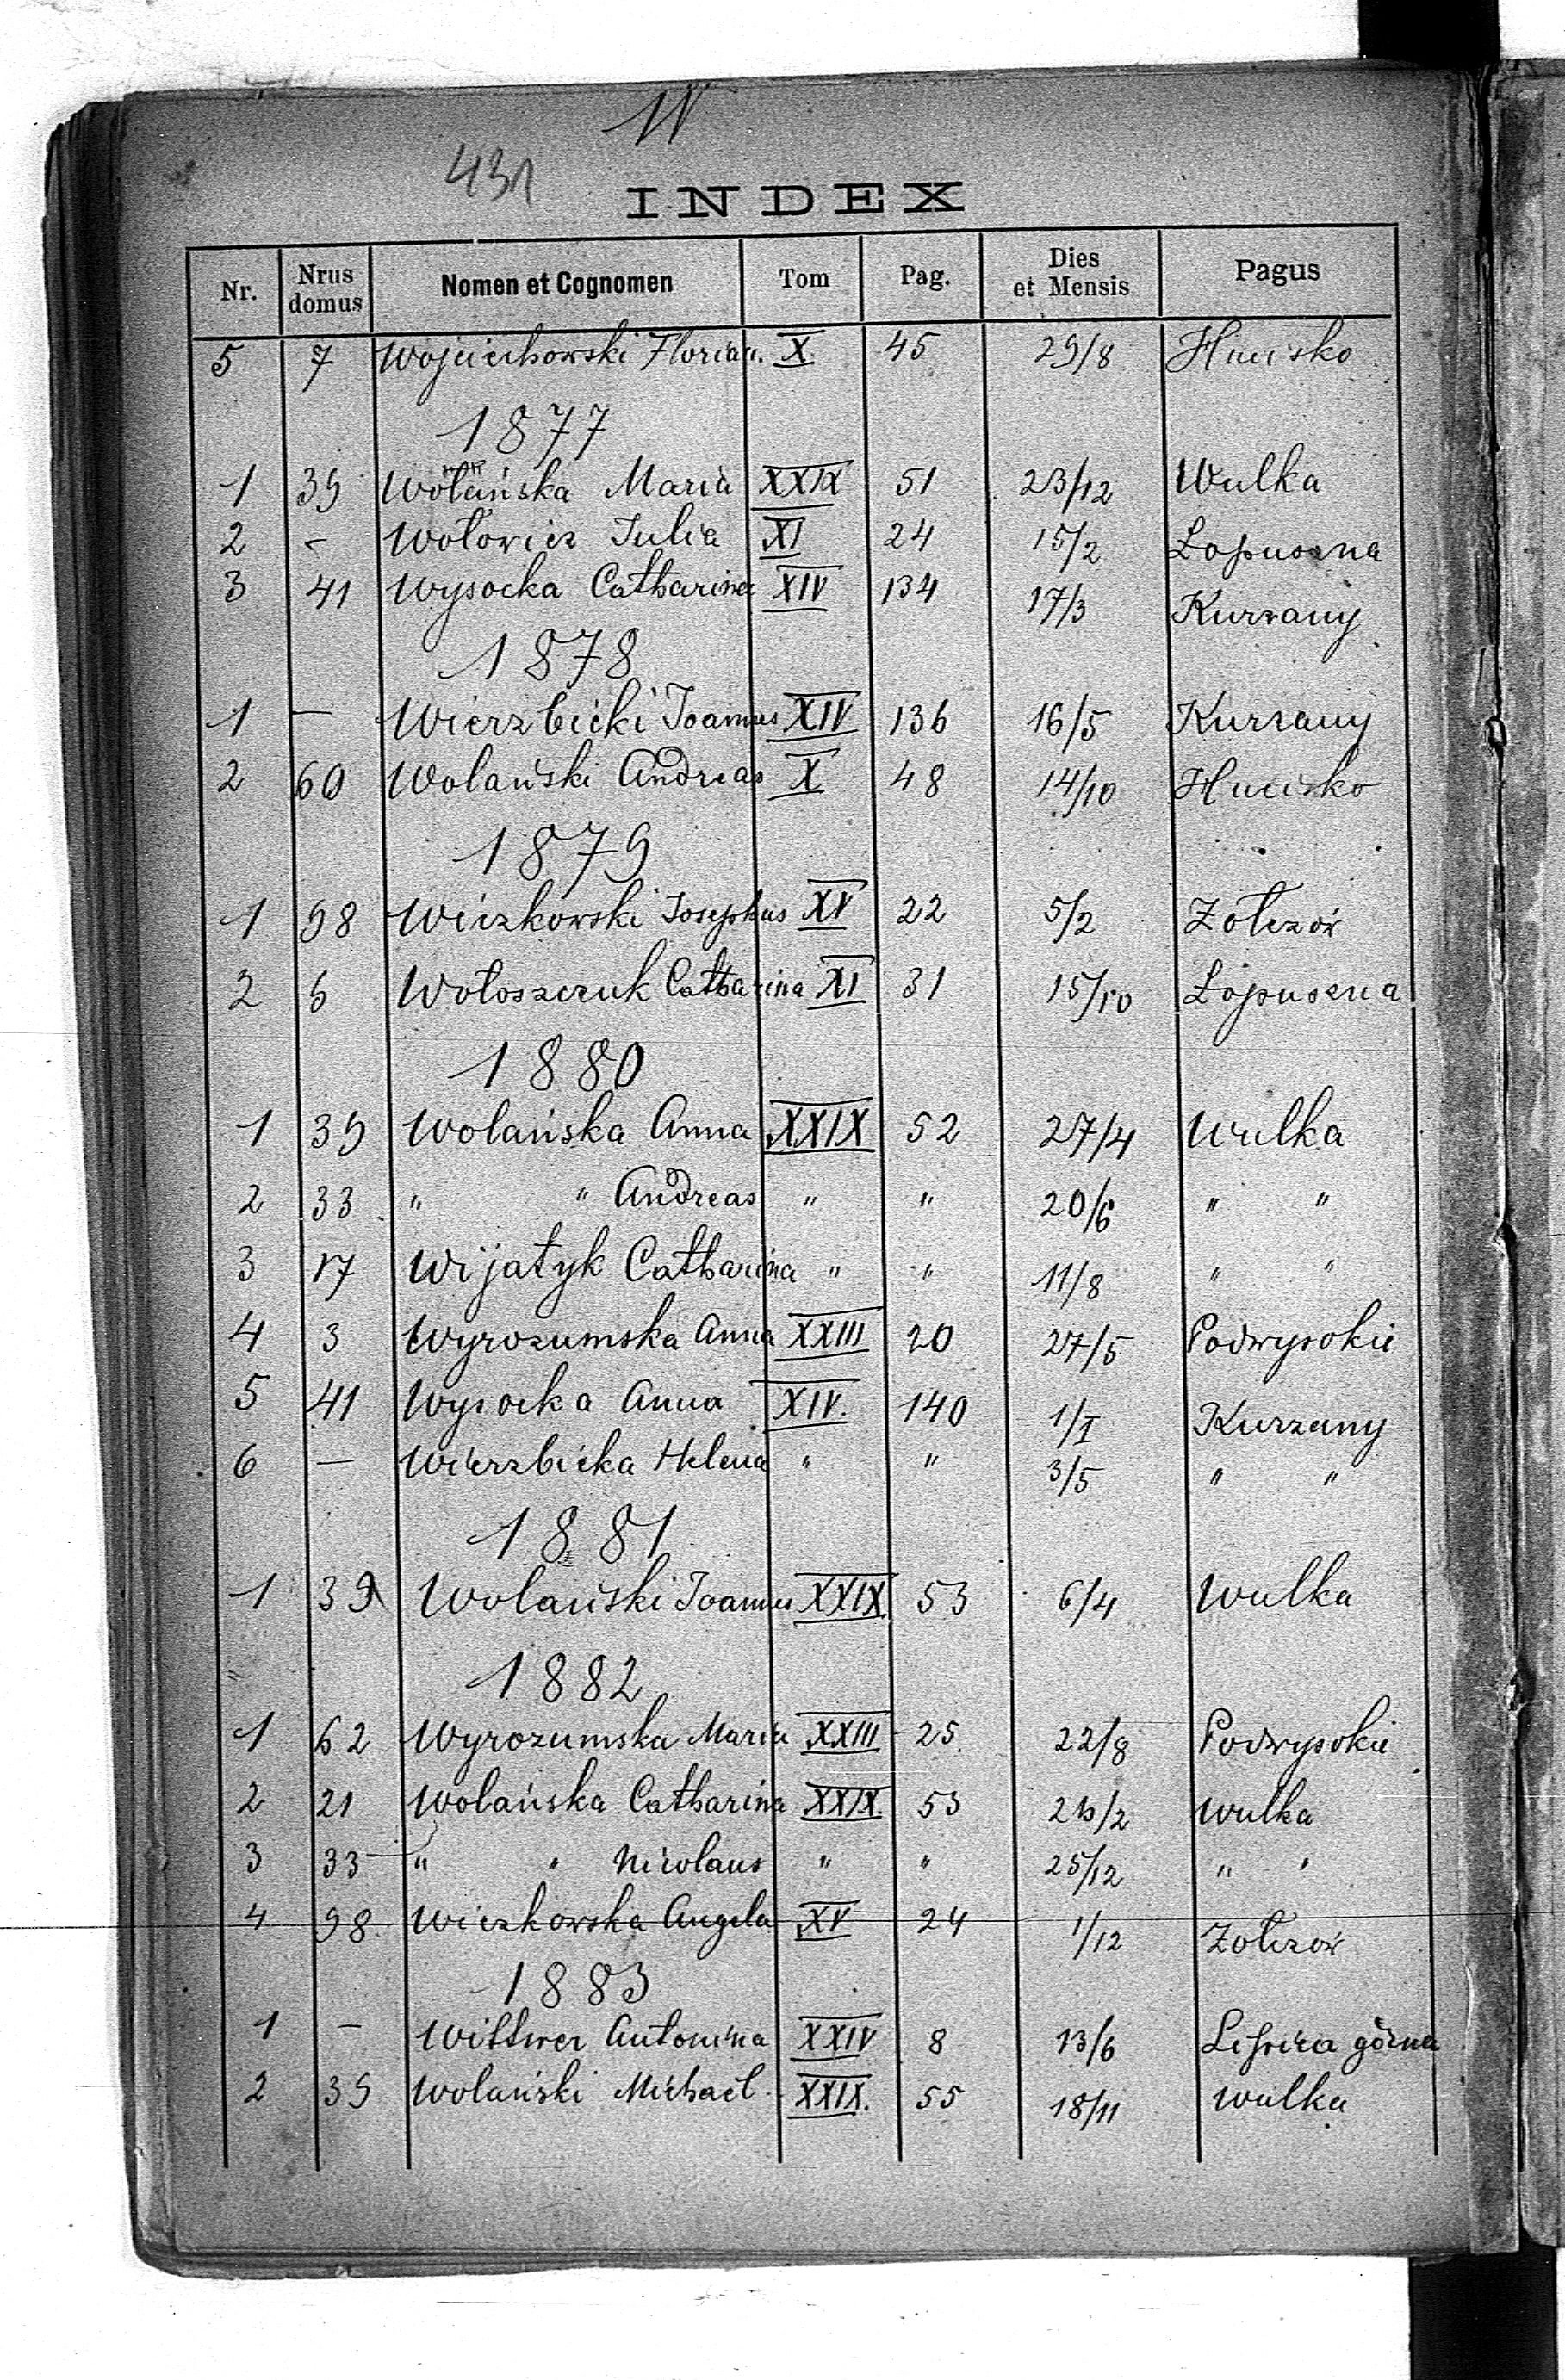 W
431
INDEX
Nr. Nrus domus Nomen et Cognomen Tom Pag. Dies et Mensis Pagus
5 7 Wojciechowski Florian. X. 45 29/8 Hucisko
1877
1 39 Wolańska Maria XXIX 51 23/12 Wulka
2 - Wołowicz Julia XI 24 15/2 Łopuszna
3 41 Wysocka Catharina XIV 134 17/3 Kurzany
1878
1 — Wierzbicki Joannes XIV 136 16/5 Kurzany
2 60 Wolański Andreas X 48 14/10 Hucisko
1879
1 98 Wieczkowski Josephus XV 22 5/2 Żołczów
2 6 Wołoszczuk Catharina XI 31 15/10 Łopuszna
1880
1 39 Wolańska Anna XXIX 52 27/4 Wulka
2 33 " " Andreas " " 20/6 " "
3 17 Wijatyk Catharina " " 11/8 " "
4 3 Wyrozumska Anna XXIII 20 27/5 Podwysokie
5 41 Wysocka Anna XIV. 140 1/I Kurzany
6 — Wierzbicka Helena " " 3/5 " "
1881
1 39 Wolański Joannes XXIX 53 6/4 Wulka
1882
1 62 Wyrozumska Maria XXIII 25 22/8 Podwysokie
2 21 Wolańska Catharina XXIX. 53 Wulka
3 33 " " Nicolaus " " 25/12 " "
4 98 Wieczkowska Angela XV 24 1/12 Żołczów
1883
1 — Wittwer Antonina XXIV 8 13/6 Lipica górna
2 39 Wolański Michael XXIX. 55 18/11 Wulka